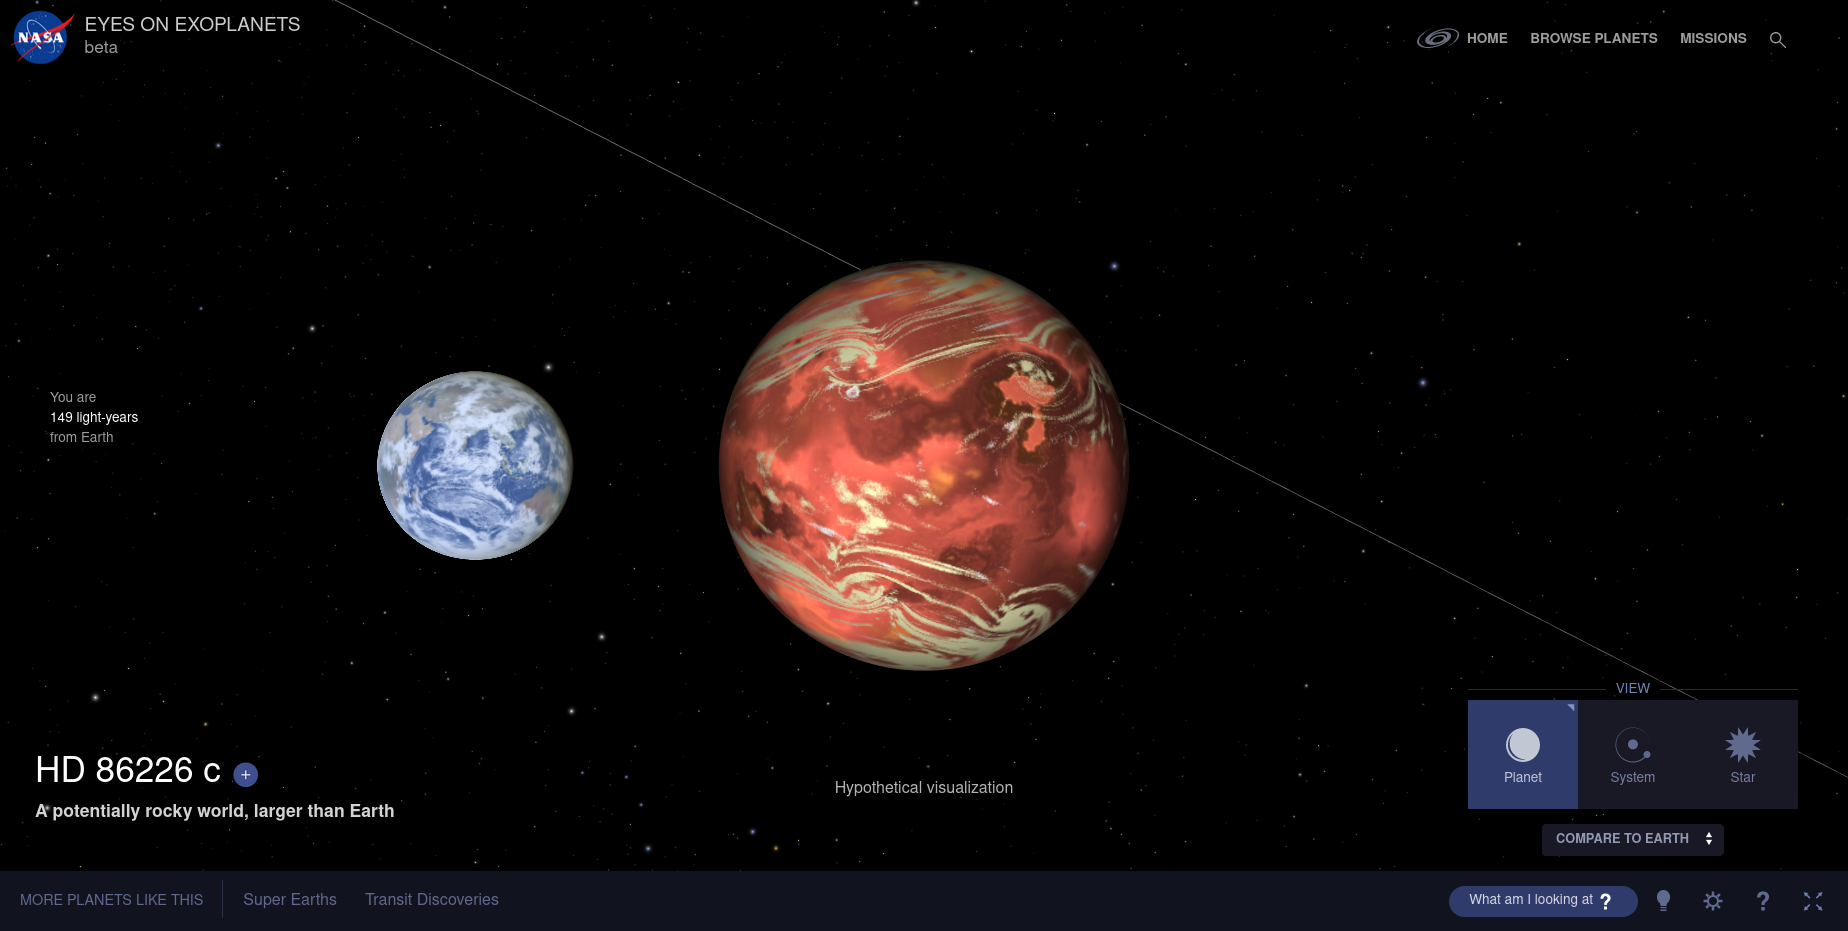 NASA
EYES ON EXOPLANETS
beta
HOME
BROWSE PLANETS
MISSIONS
You are
149 light-years
from Earth
HD 86226 c +
A potentially rocky world, larger than Earth
Hypothetical visualization
VIEW
Planet
System
Star
COMPARE TO EARTH
MORE PLANETS LIKE THIS
Super Earths
Transit Discoveries
What am I looking at ?
?